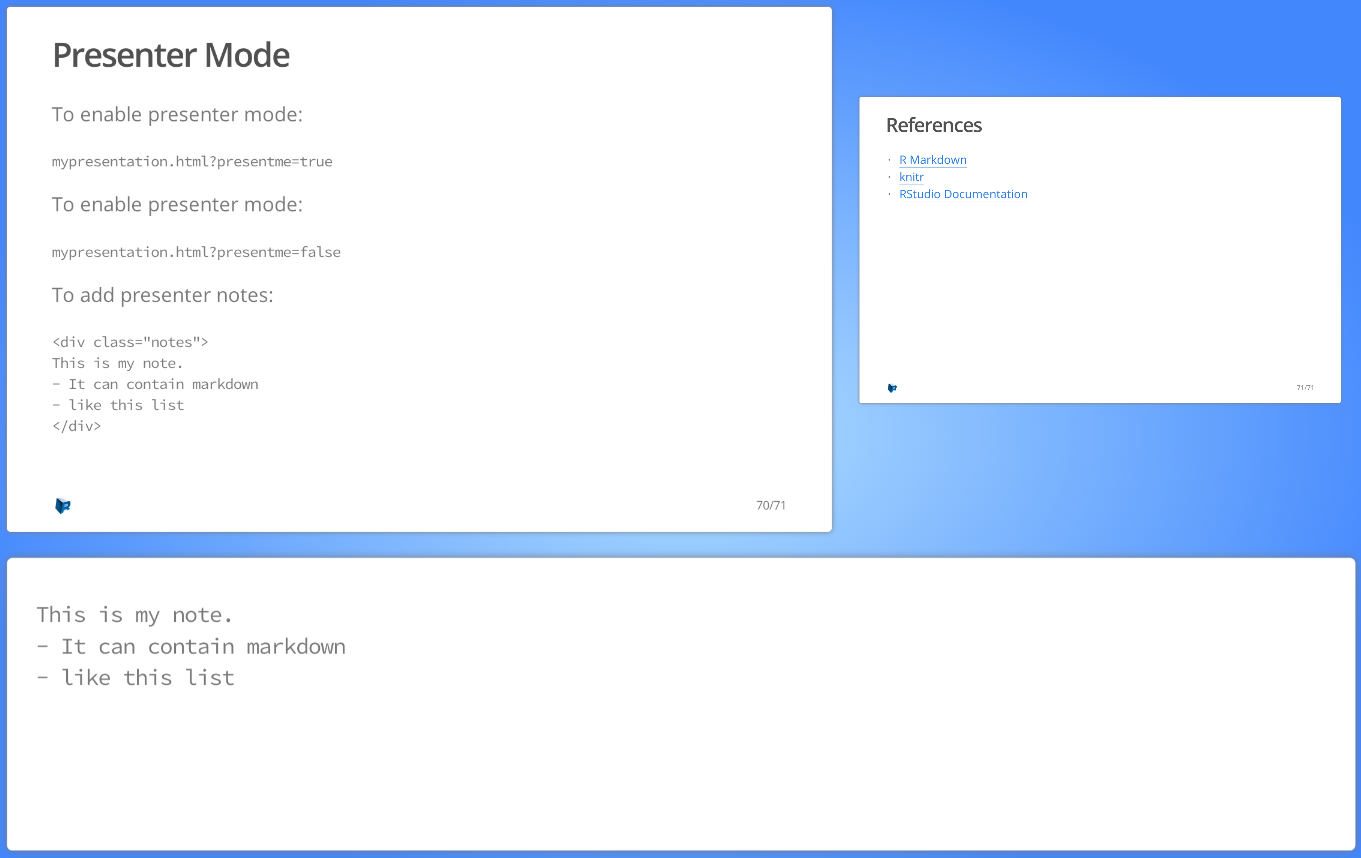 Presenter Mode
To enable presenter mode:
mypresentation.html?presentme=true
To enable presenter mode:
mypresentation.html?presentme=false
To add presenter notes:
<div class="notes">
This is my note.
- It can contain markdown
- like this list
</div>
70/71
References
· R Markdown
· knitr
· RStudio Documentation
71/71
This is my note.
- It can contain markdown
- like this list